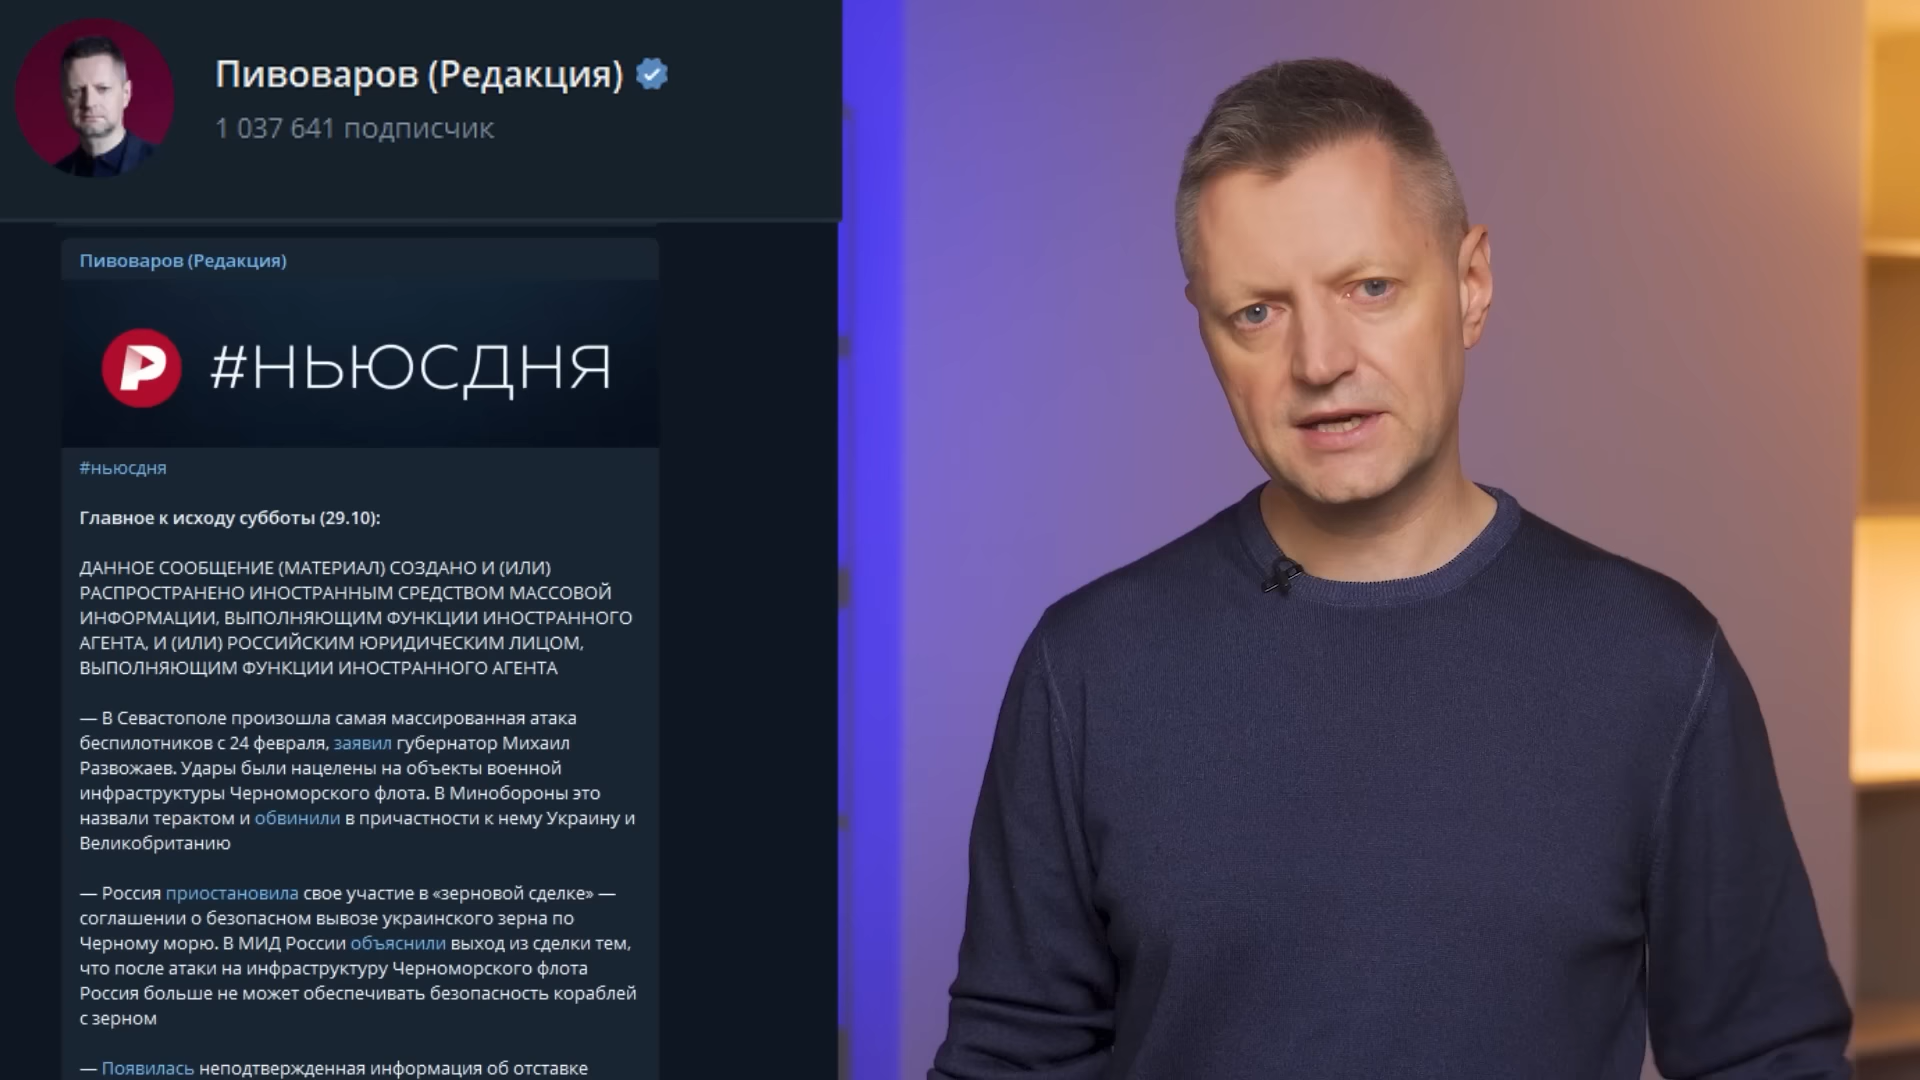 Пивоваров (Редакция)
1 037 641 подписчик
Пивоваров (Редакция)
#НЬЮСДНЯ
#ньюсдня
Главное к исходу субботы (29.10):
ДАННОЕ СООБЩЕНИЕ (МАТЕРИАЛ) СОЗДАНО И (ИЛИ)
РАСПРОСТРАНЕНО ИНОСТРАННЫМ СРЕДСТВОМ МАССОВОЙ
ИНФОРМАЦИИ, ВЫПОЛНЯЮЩИМ ФУНКЦИИ ИНОСТРАННОГО
АГЕНТА, И (ИЛИ) РОССИЙСКИМ ЮРИДИЧЕСКИМ ЛИЦОМ,
ВЫПОЛНЯЮЩИМ ФУНКЦИИ ИНОСТРАННОГО АГЕНТА
— В Севастополе произошла самая массированная атака
беспилотников с 24 февраля, заявил губернатор Михаил
Развожаев. Удары были нацелены на объекты военной
инфраструктуры Черноморского флота. В Минобороны это
назвали терактом и обвинили в причастности к нему Украину и
Великобританию
— Россия приостановила свое участие в «зерновой сделке» —
соглашении о безопасном вывозе украинского зерна по
Черному морю. В МИД России объяснили выход из сделки тем,
что после атаки на инфраструктуру Черноморского флота
Россия больше не может обеспечивать безопасность кораблей
с зерном
— Появилась неподтвержденная информация об отставке